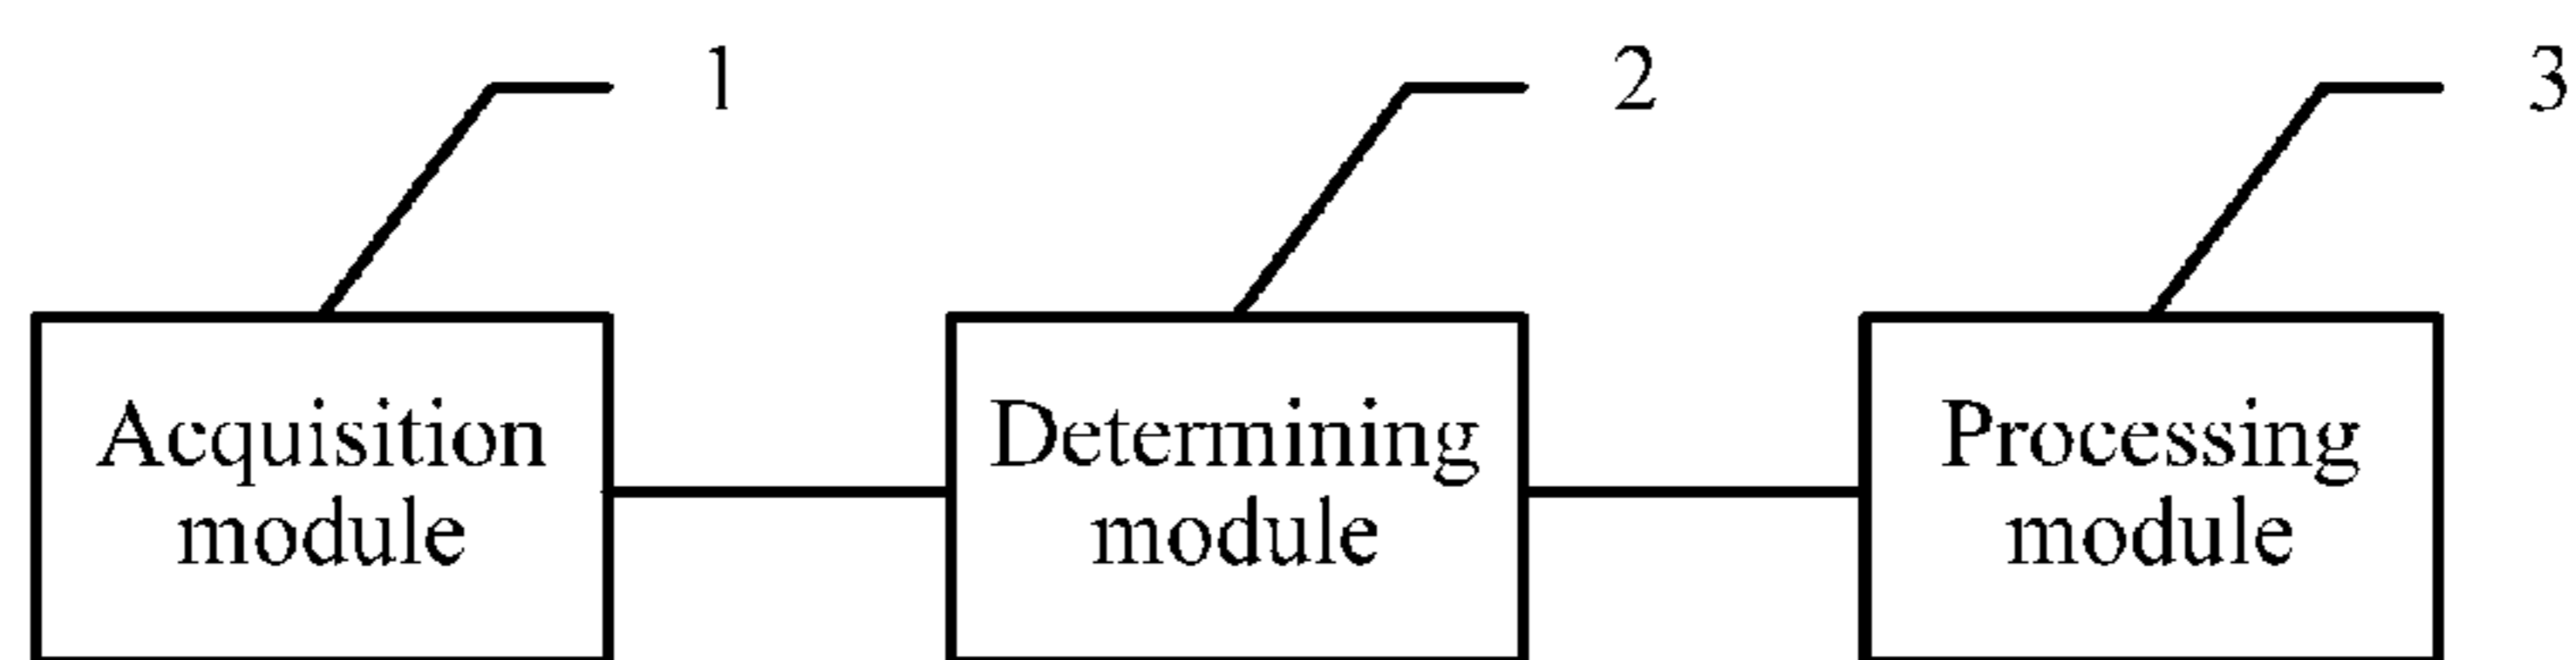 1
2
3
Acquisition
module
Determining
module
Processing
module